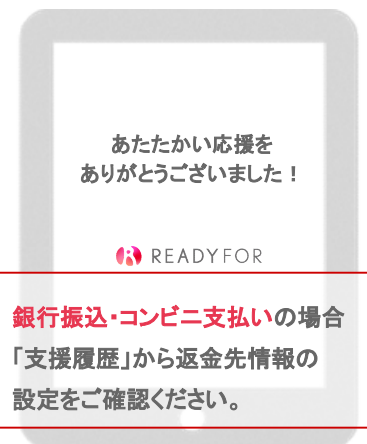 あたたかい応援を
ありがとうございました！
READYFOR
銀行振込・コンビニ支払いの場合
「支援履歴」から返金先情報の
設定をご確認ください。